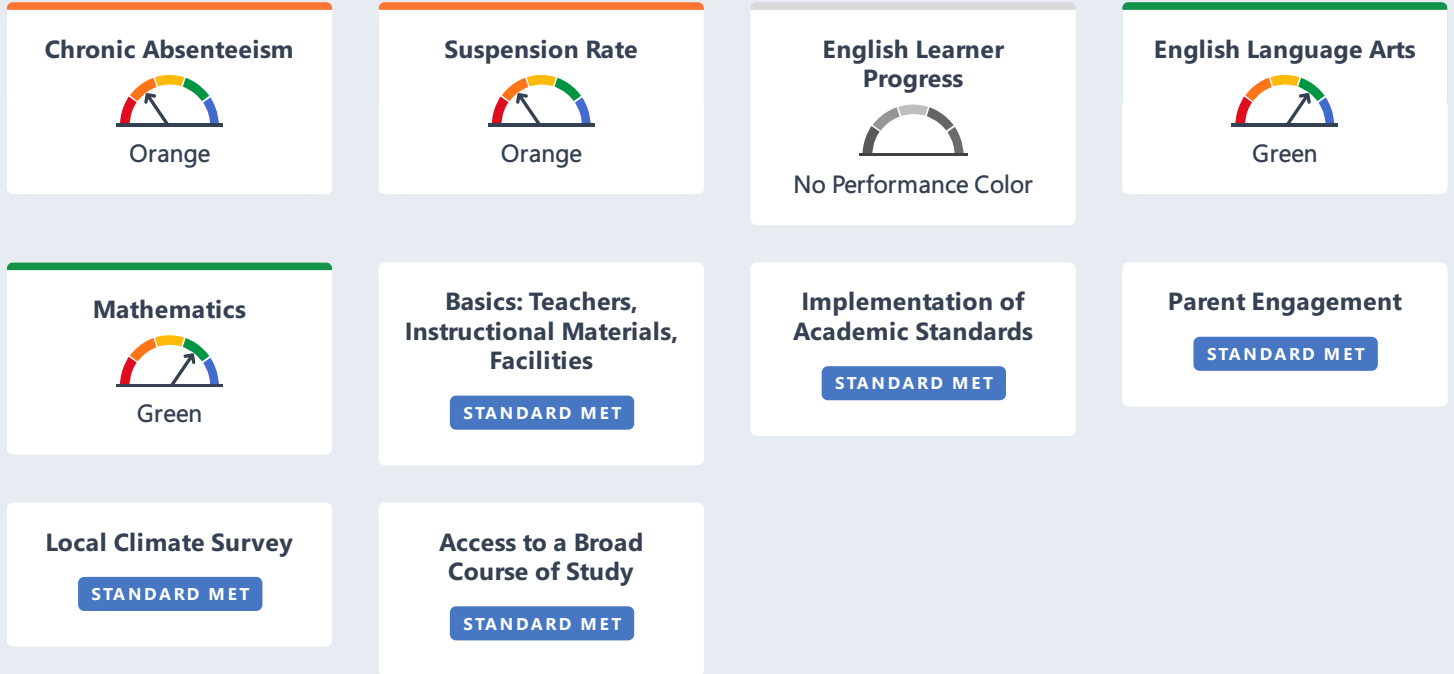 Chronic Absenteeism
Orange
Suspension Rate
Orange
English Learner
Progress
No Performance Color
English Language Arts
Green
Mathematics
Green
Basics: Teachers,
Instructional Materials,
Facilities
STANDARD MET
Implementation of
Academic Standards
STANDARD MET
Parent Engagement
STANDARD MET
Local Climate Survey
STANDARD MET
Access to a Broad
Course of Study
STANDARD MET